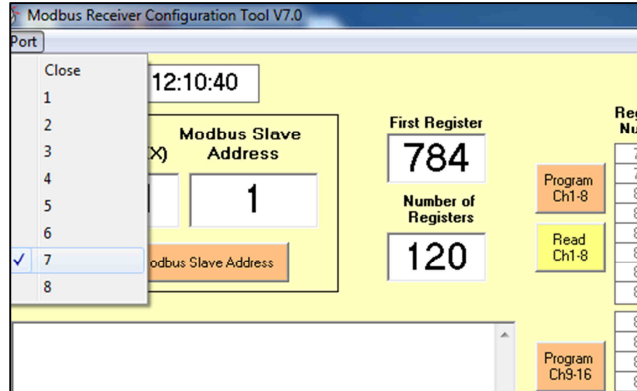 Modbus Receiver Configuration Tool V7.0
Port
Close
1
2
3
4
5
6
7
8
12:10:40
X)
Modbus Slave
Address
1
odbus Slave Address
First Register
784
Number of
Registers
120
Program
Ch1-8
Read
Ch1-8
Program
Ch9-16